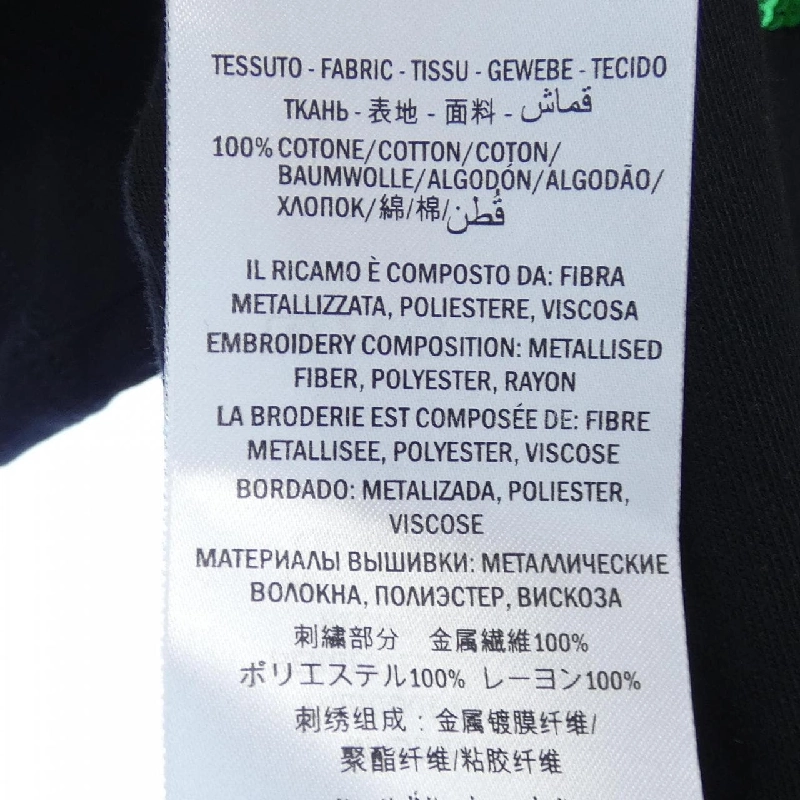 TESSUTO - FABRIC - TISSU - GEWEBE - TECIDO
ТКАНЬ - 表地 - 面料 - قماش
100% COTONE/COTTON/COTON/
BAUMWOLLE/ALGODÓN/ALGODÃO/
ХЛОПОК/綿/棉/قُطن
IL RICAMO È COMPOSTO DA: FIBRA
METALLIZZATA, POLIESTERE, VISCOSA
EMBROIDERY COMPOSITION: METALLISED
FIBER, POLYESTER, RAYON
LA BRODERIE EST COMPOSÉE DE: FIBRE
METALLISEE, POLYESTER, VISCOSE
BORDADO: METALIZADA, POLIESTER,
VISCOSE
МАТЕРИАЛЫ ВЫШИВКИ: МЕТАЛЛИЧЕСКИЕ
ВОЛОКНА, ПОЛИЭСТЕР, ВИСКОЗА
刺繍部分 金属繊維100%
ポリエステル100% レーヨン100%
刺绣组成：金属镀膜纤维/
聚酯纤维/粘胶纤维